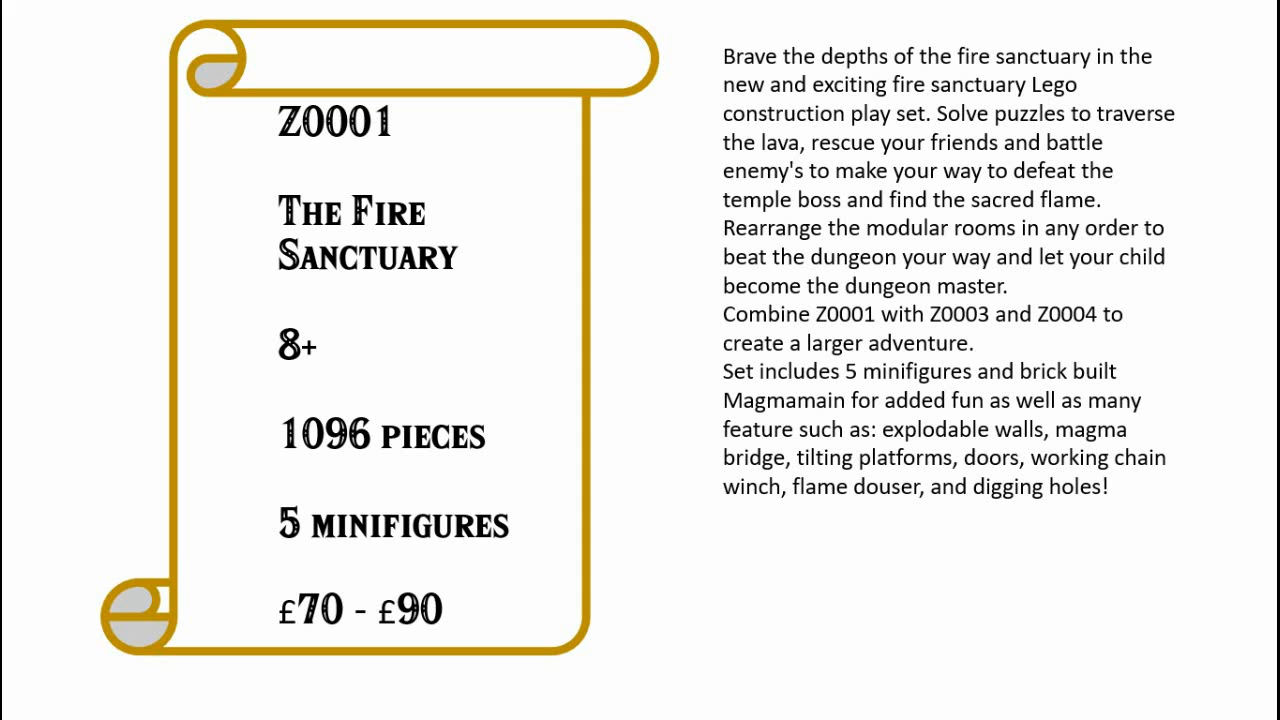 Z0001
The Fire
Sanctuary
8+
1096 pieces
5 minifigures
£70 - £90
Brave the depths of the fire sanctuary in the
new and exciting fire sanctuary Lego
construction play set. Solve puzzles to traverse
the lava, rescue your friends and battle
enemy's to make your way to defeat the
temple boss and find the sacred flame.
Rearrange the modular rooms in any order to
beat the dungeon your way and let your child
become the dungeon master.
Combine Z0001 with Z0003 and Z0004 to
create a larger adventure.
Set includes 5 minifigures and brick built
Magmamain for added fun as well as many
feature such as: explodable walls, magma
bridge, tilting platforms, doors, working chain
winch, flame douser, and digging holes!